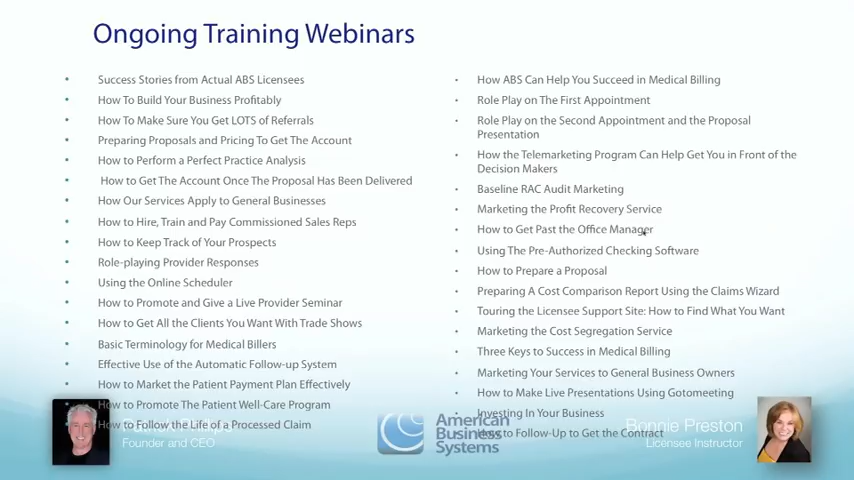 Ongoing Training Webinars
Success Stories from Actual ABS Licensees
How To Build Your Business Profitably
How To Make Sure You Get LOTS of Referrals
Preparing Proposals and Pricing To Get The Account
How to Perform a Perfect Practice Analysis
How to Get The Account Once The Proposal Has Been Delivered
How Our Services Apply to General Businesses
How to Hire, Train and Pay Commissioned Sales Reps
How to Keep Track of Your Prospects
Role-playing Provider Responses
Using the Online Scheduler
How to Promote and Give a Live Provider Seminar
How to Get All the Clients You Want With Trade Shows
Basic Terminology for Medical Billers
Effective Use of the Automatic Follow-up System
How to Market the Patient Payment Plan Effectively
How to Promote The Patient Well-Care Program
How to Follow the Life of a Processed Claim
How ABS Can Help You Succeed in Medical Billing
Role Play on The First Appointment
Role Play on the Second Appointment and the Proposal
Presentation
How the Telemarketing Program Can Help Get You in Front of the
Decision Makers
Baseline RAC Audit Marketing
Marketing the Profit Recovery Service
How to Get Past the Office Manager
Using The Pre-Authorized Checking Software
How to Prepare a Proposal
Preparing A Cost Comparison Report Using the Claims Wizard
Touring the Licensee Support Site: How to Find What You Want
Marketing the Cost Segregation Service
Three Keys to Success in Medical Billing
Marketing Your Services to General Business Owners
How to Make Live Presentations Using Gotomeeting
Investing In Your Business
How to Follow-Up to Get the Contract
Founder and CEO
American
Business
Systems
Bonnie Preston
Licensee Instructor